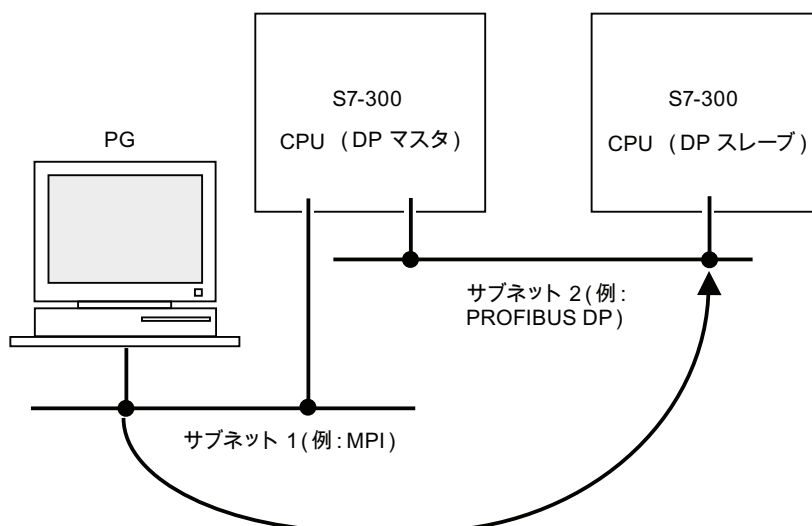 PG
S7-300
CPU (DP マスタ)
S7-300
CPU (DP スレーブ)
サブネット 2(例:
PROFIBUS DP)
サブネット 1(例:MPI)